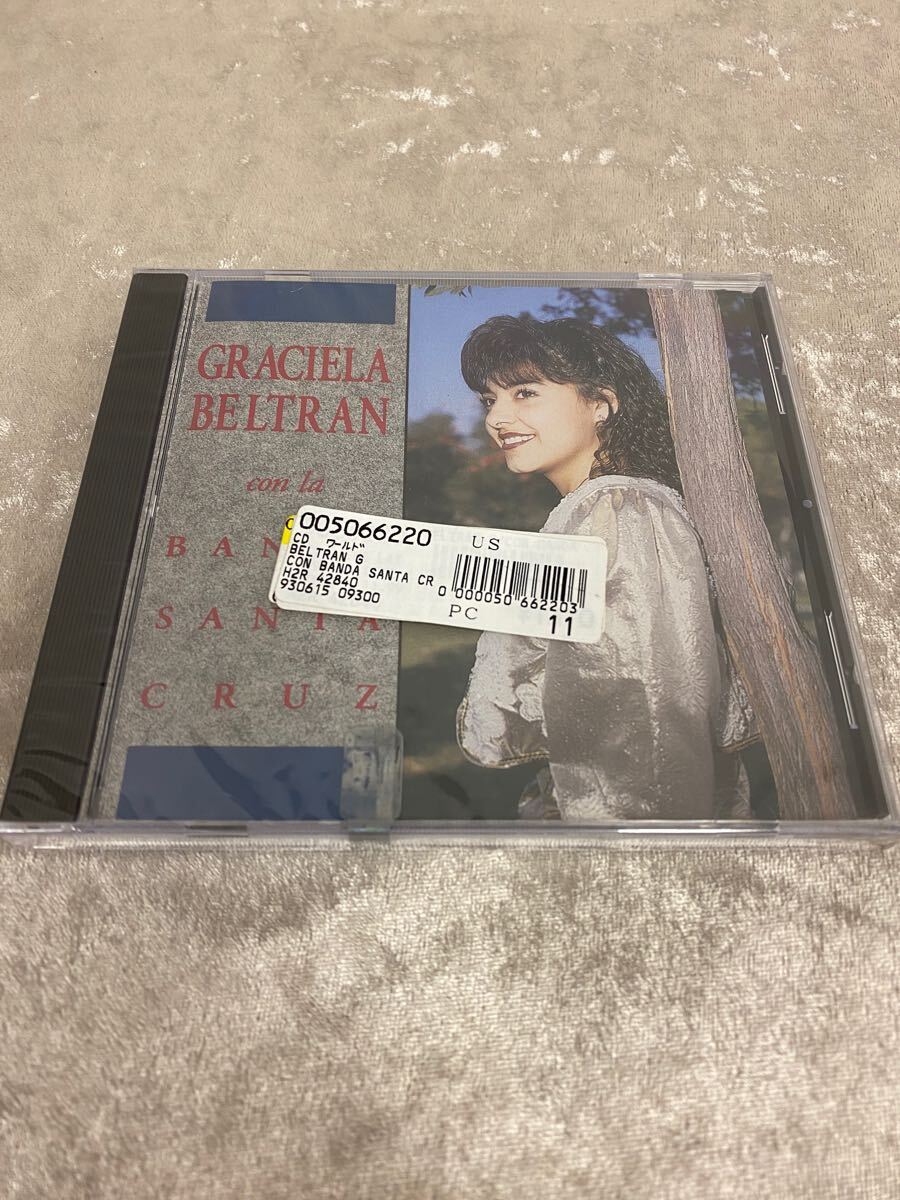 GRACIELA
BELTRAN
con la
BAN
SANTA
CRUZ
005066220 US
CD ワールド
BELTRAN G
CON BANDA SANTA CR
H2R 42840
930615 09300
0 000050 662203
PC 11